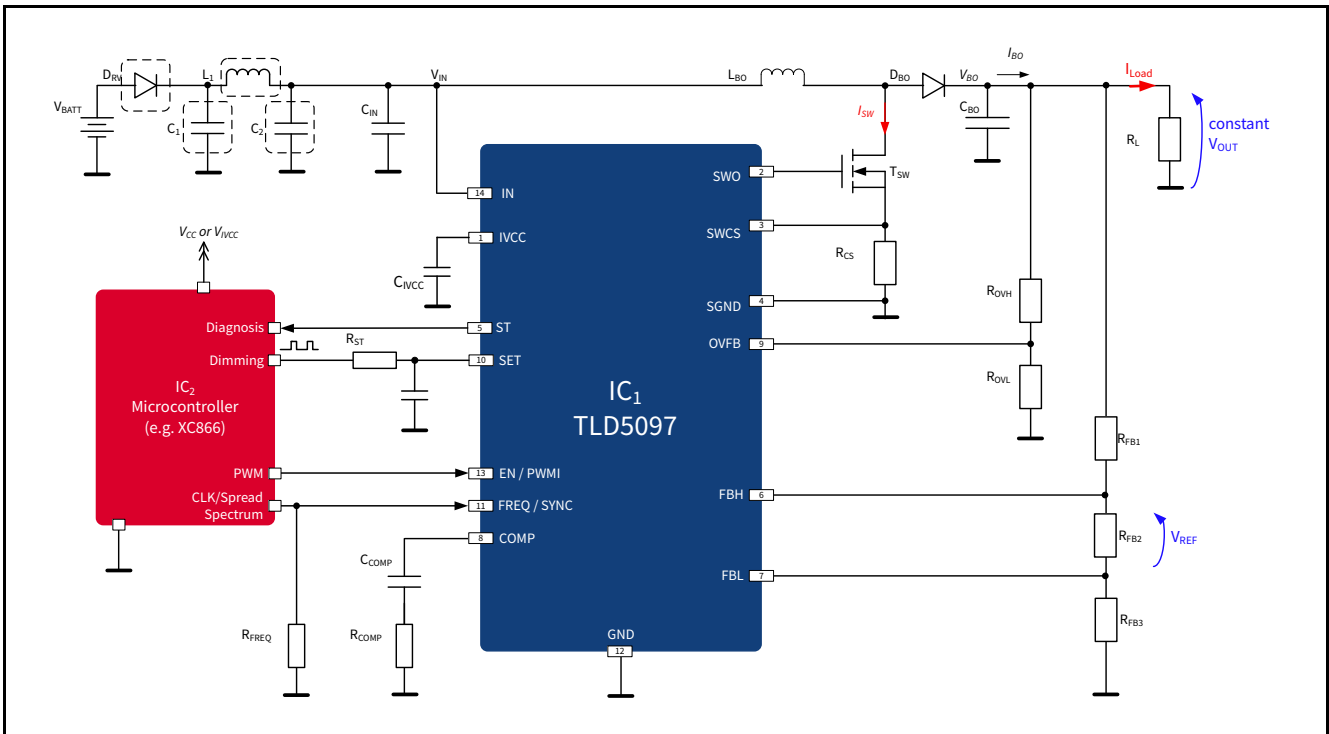 D_RV
L_1
V_IN
L_BO
D_BO
V_BO
I_BO
I_Load
V_BATT
C_1
C_2
C_IN
I_SW
C_BO
R_L
constant
V_OUT
SWO
2
T_SW
14
IN
V_CC or V_IVCC
1
IVCC
SWCS
3
R_CS
C_IVCC
SGND
4
R_OVH
Diagnosis
5
ST
R_ST
OVFB
9
Dimming
10
SET
R_OVL
IC_2
Microcontroller
(e.g. XC866)
IC_1
TLD5097
R_FB1
PWM
13
EN / PWMI
FBH
6
CLK/Spread
Spectrum
11
FREQ / SYNC
8
COMP
R_FB2
V_REF
C_COMP
FBL
7
R_FREQ
R_COMP
GND
12
R_FB3